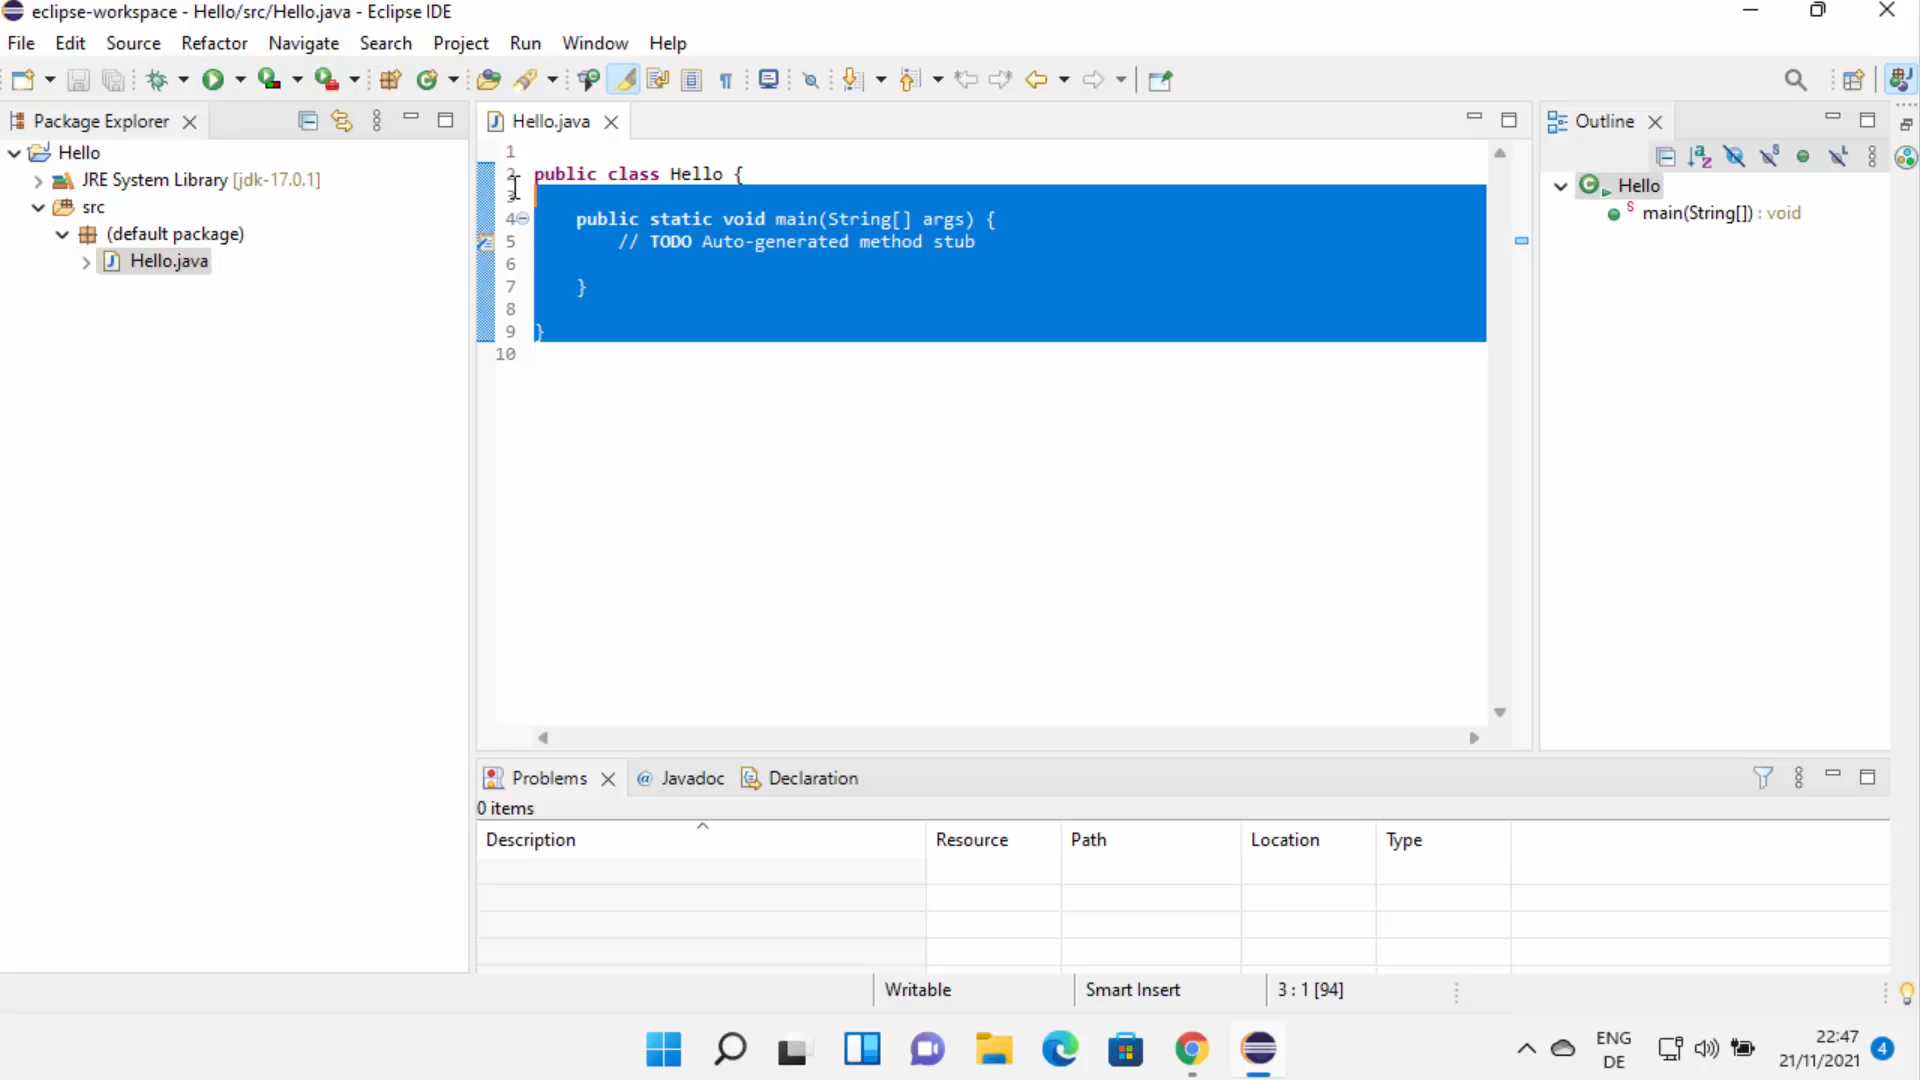 eclipse-workspace - Hello/src/Hello.java - Eclipse IDE
File Edit Source Refactor Navigate Search Project Run Window Help
Package Explorer
Hello
JRE System Library [jdk-17.0.1]
src
(default package)
Hello.java
Hello.java
1
2 public class Hello {
3
4 public static void main(String[] args) {
5 // TODO Auto-generated method stub
6
7 }
8
9 }
10
Outline
Hello
main(String[]) : void
Problems @ Javadoc Declaration
0 items
Description Resource Path Location Type
Writable Smart Insert 3 : 1 [94]
ENG
DE
22:47
21/11/2021
4